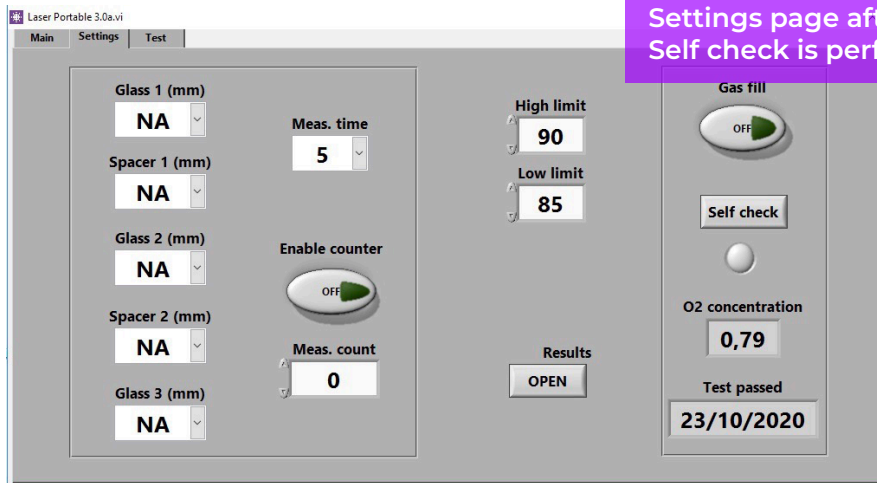 Laser Portable 3.0a.vi
Main Settings Test
Settings page
Self check is
Glass 1 (mm)
NA
Spacer 1 (mm)
NA
Glass 2 (mm)
NA
Spacer 2 (mm)
NA
Glass 3 (mm)
NA
Meas. time
5
Enable counter
OFF
Meas. count
0
High limit
90
Low limit
85
Results
OPEN
Gas fill
OFF
Self check
O2 concentration
0,79
Test passed
23/10/2020